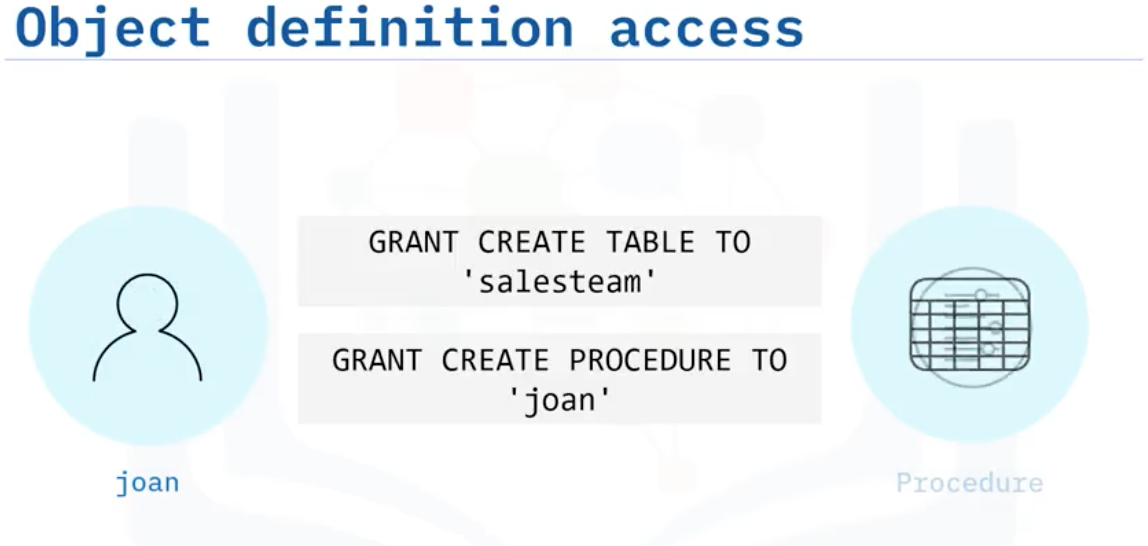 Object definition access
GRANT CREATE TABLE TO
'salesteam'
GRANT CREATE PROCEDURE TO
'joan'
joan
Procedure